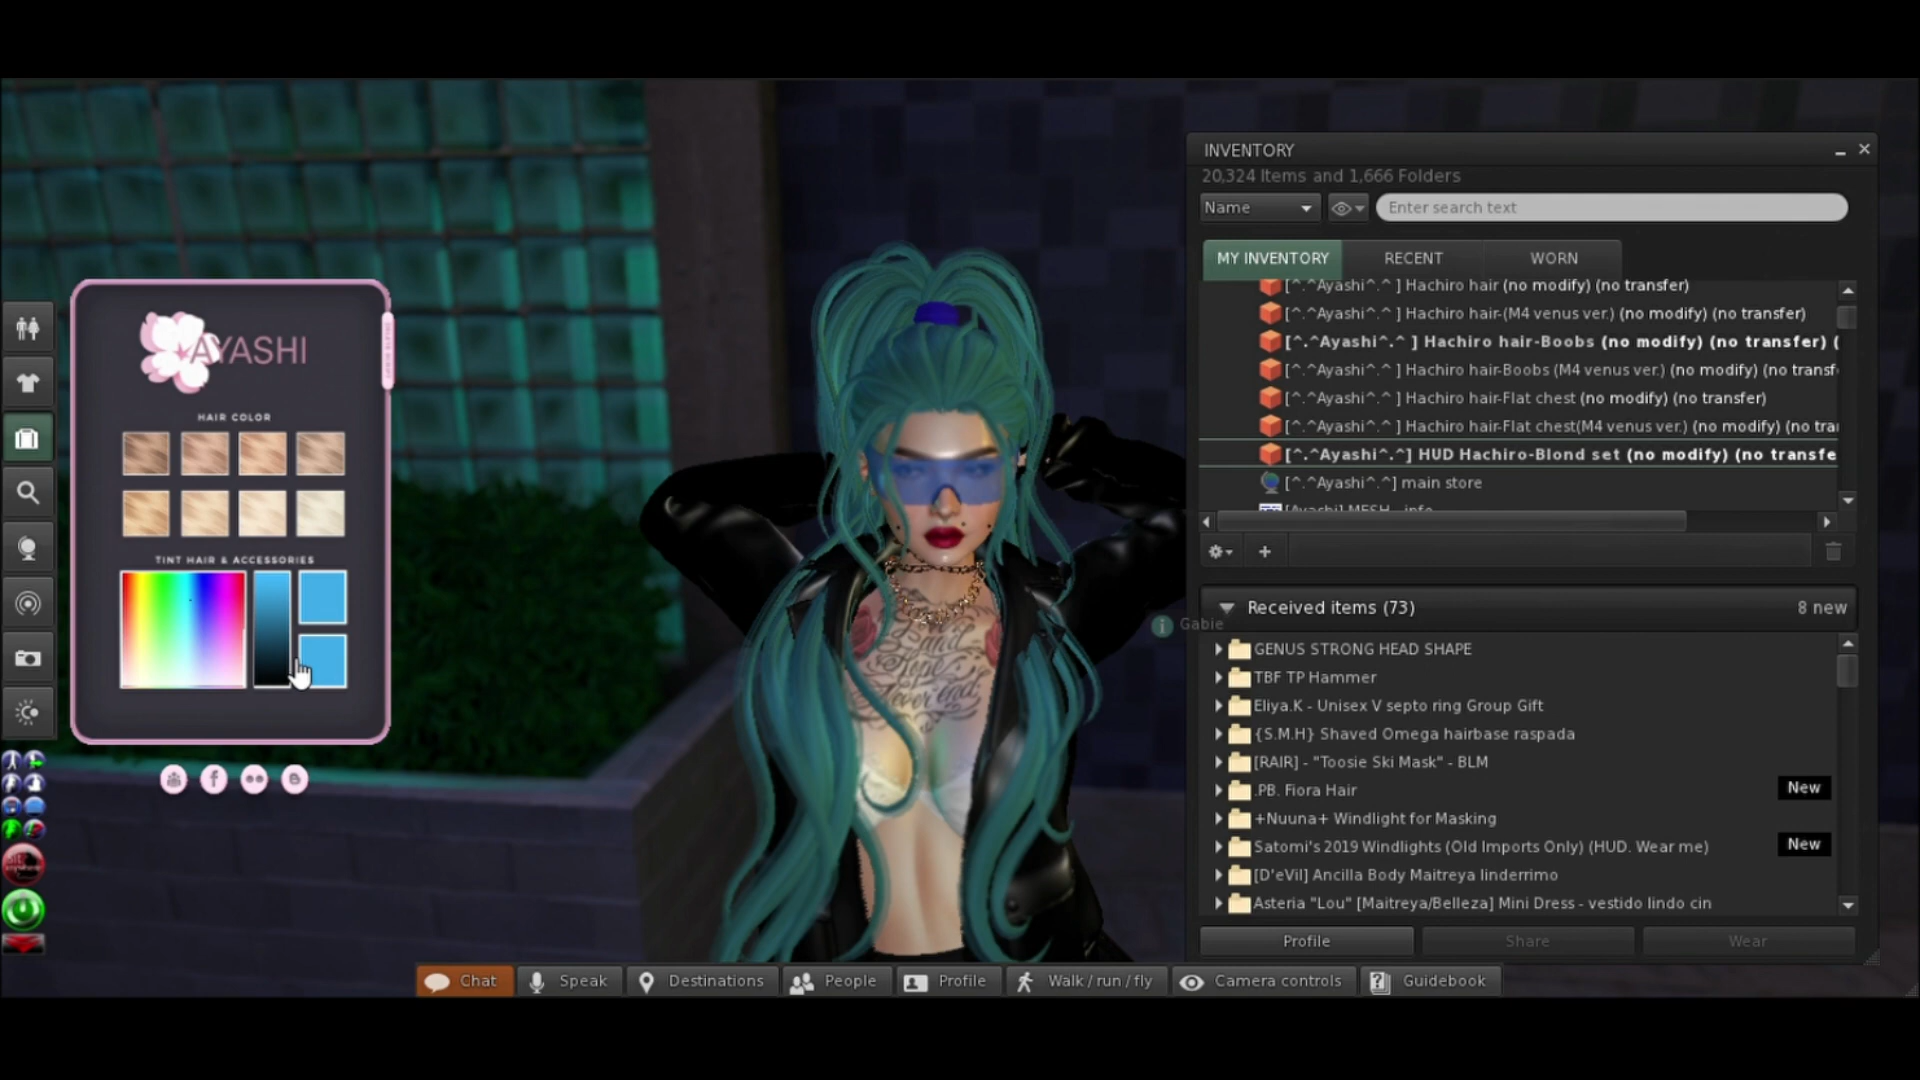 INVENTORY
20,324 Items and 1,666 Folders
Name
Enter search text
MY INVENTORY
RECENT
WORN
[^.^Ayashi^.^ ] Hachiro hair (no modify) (no transfer)
[^.^Ayashi^.^ ] Hachiro hair-(M4 venus ver.) (no modify) (no transfer)
[^.^Ayashi^.^ ] Hachiro hair-Boobs (no modify) (no transfer) (
[^.^Ayashi^.^ ] Hachiro hair-Boobs (M4 venus ver.) (no modify) (no transf
[^.^Ayashi^.^ ] Hachiro hair-Flat chest (no modify) (no transfer)
[^.^Ayashi^.^ ] Hachiro hair-Flat chest(M4 venus ver.) (no modify) (no tra
[^.^Ayashi^.^] HUD Hachiro-Blond set (no modify) (no transfe
[^.^Ayashi^.^] main store
[Ayashi] MESH - info
Received items (73)
8 new
GENUS STRONG HEAD SHAPE
TBF TP Hammer
Eliya.K - Unisex V septo ring Group Gift
{S.M.H} Shaved Omega hairbase raspada
[RAIR] - "Toosie Ski Mask" - BLM
.PB. Fiora Hair
New
+Nuuna+ Windlight for Masking
Satomi's 2019 Windlights (Old Imports Only) (HUD. Wear me)
New
[D'eVil] Ancilla Body Maitreya linderrimo
Asteria "Lou" [Maitreya/Belleza] Mini Dress - vestido lindo cin
Profile
Share
Wear
AYASHI
HAIR COLOR
TINT HAIR & ACCESSORIES
Gabie
Never End
Chat
Speak
Destinations
People
Profile
Walk / run / fly
Camera controls
Guidebook